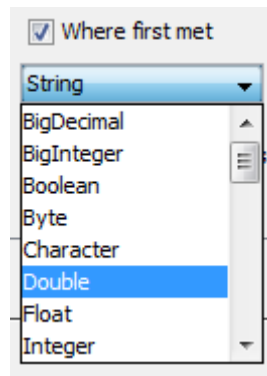 Where first met
String
BigDecimal
BigInteger
Boolean
Byte
Character
Double
Float
Integer